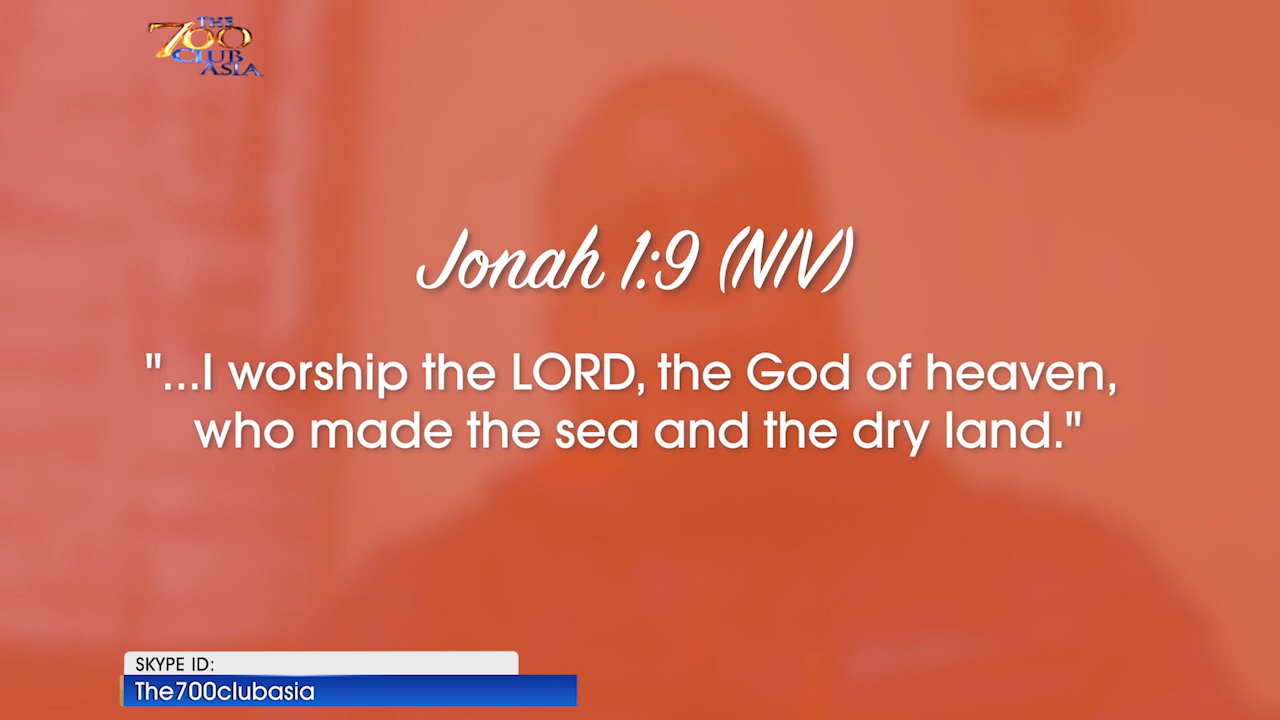 THE
700
CLUB
ASIA
Jonah 1:9 (NIV)
"...I worship the LORD, the God of heaven,
who made the sea and the dry land."
SKYPE ID:
The700clubasia